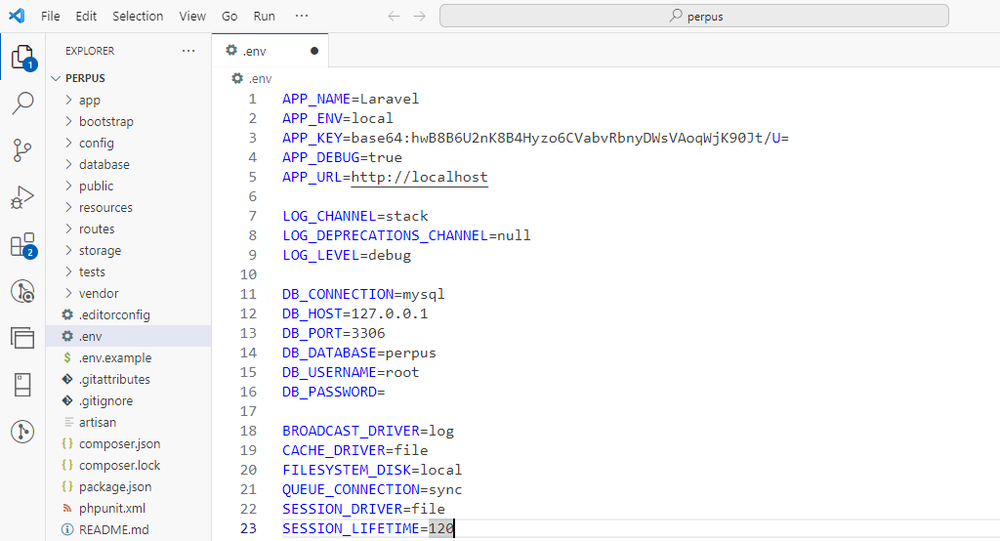 File Edit Selection View Go Run ···
perpus
EXPLORER ···
.env
PERPUS
app
bootstrap
config
database
public
resources
routes
storage
tests
vendor
.editorconfig
.env
.env.example
.gitattributes
.gitignore
artisan
composer.json
composer.lock
package.json
phpunit.xml
README.md
1
2
.env
1 APP_NAME=Laravel
2 APP_ENV=local
3 APP_KEY=base64:hwB8B6U2nK8B4Hyzo6CVabvRbnyDWsVAoqWjK90Jt/U=
4 APP_DEBUG=true
5 APP_URL=http://localhost
6
7 LOG_CHANNEL=stack
8 LOG_DEPRECATIONS_CHANNEL=null
9 LOG_LEVEL=debug
10
11 DB_CONNECTION=mysql
12 DB_HOST=127.0.0.1
13 DB_PORT=3306
14 DB_DATABASE=perpus
15 DB_USERNAME=root
16 DB_PASSWORD=
17
18 BROADCAST_DRIVER=log
19 CACHE_DRIVER=file
20 FILESYSTEM_DISK=local
21 QUEUE_CONNECTION=sync
22 SESSION_DRIVER=file
23 SESSION_LIFETIME=120